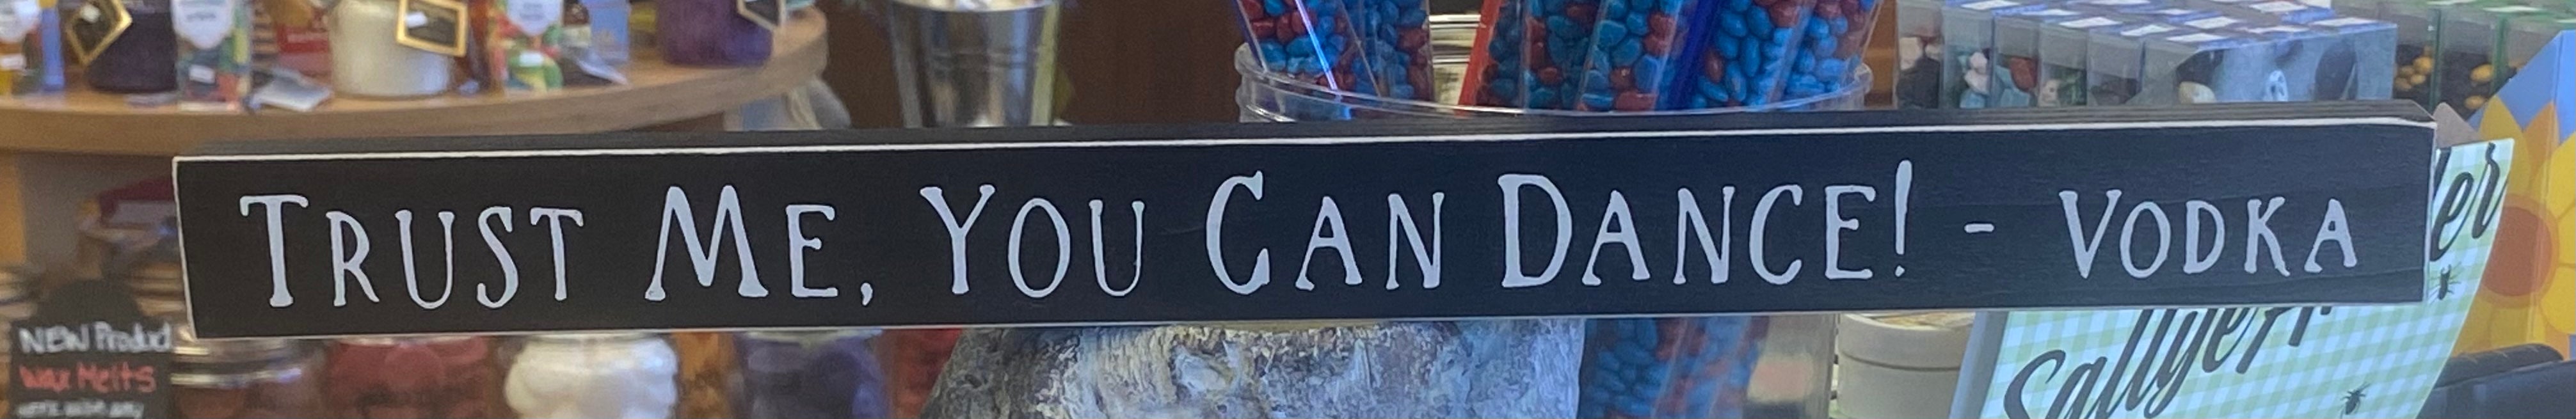 TRUST ME, YOU CAN DANCE! - VODKA
NEW Product
Wax Melts